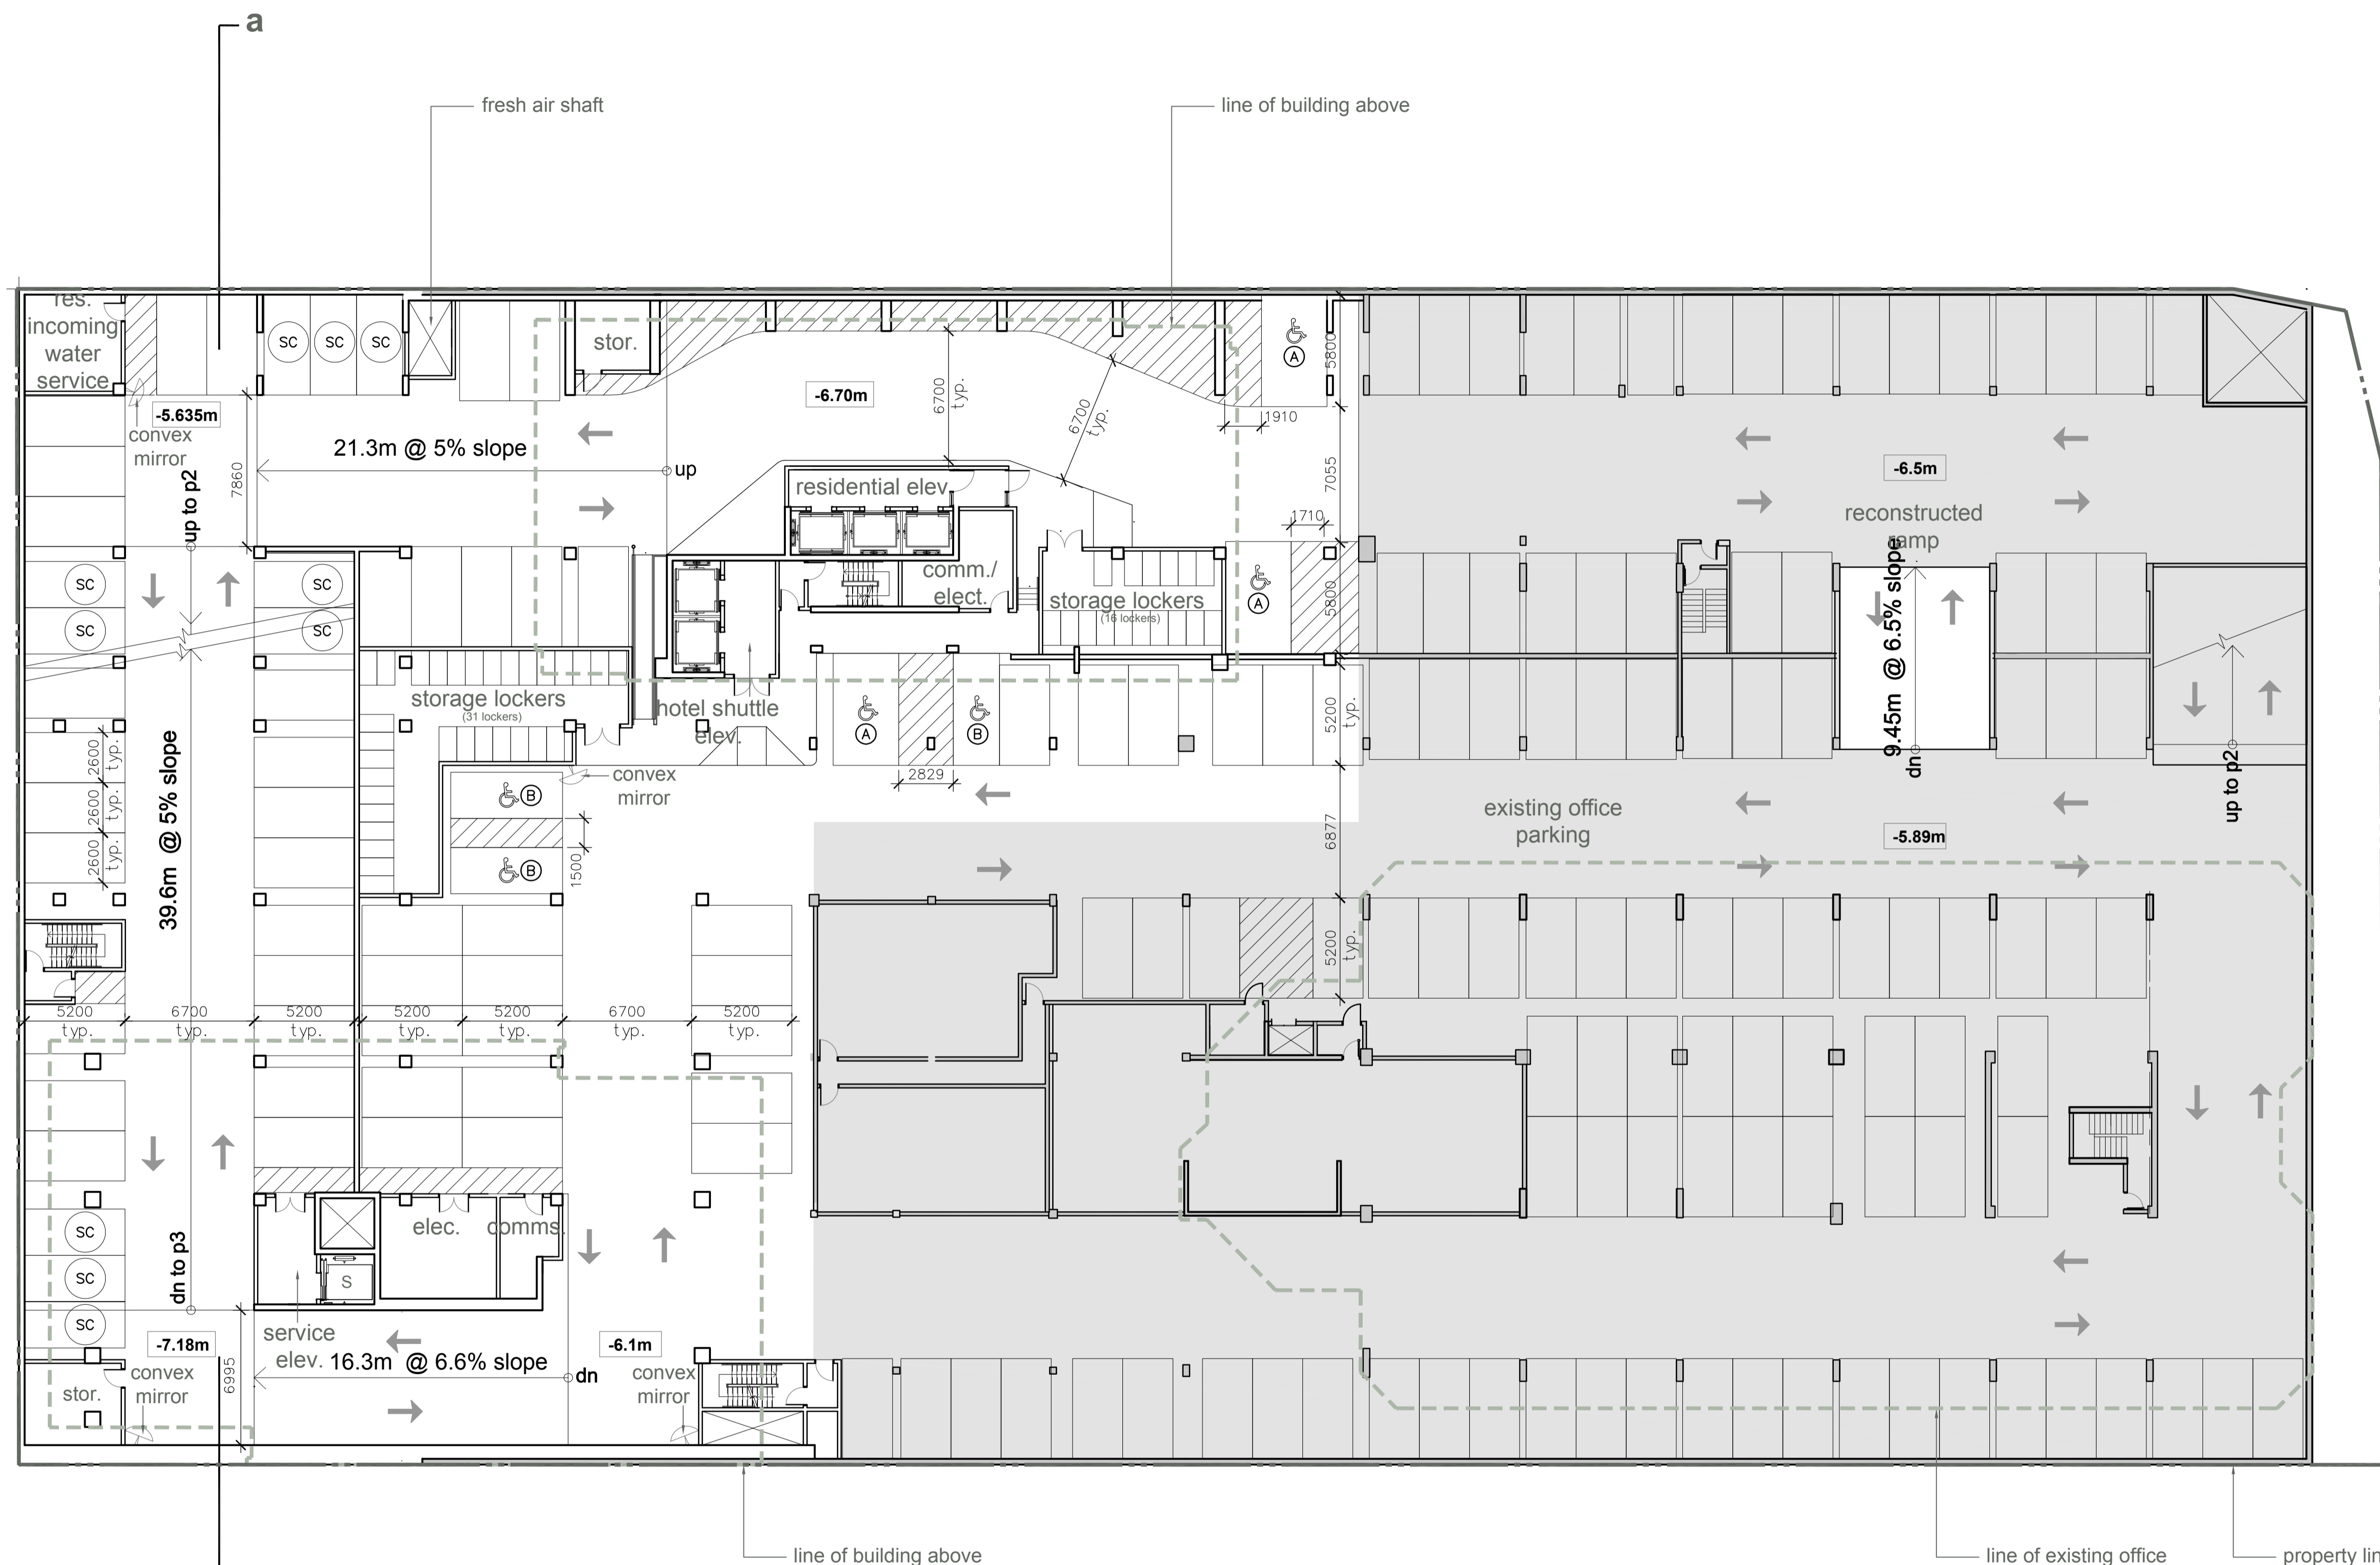 a
fresh air shaft
line of building above
res.
incoming
water
service
SC
SC
SC
stor.
A
5800
-6.70m
6700
typ.
6700
typ.
1910
-5.635m
convex
mirror
7860
up to p2
21.3m @ 5% slope
up
residential elev
7055
1710
-6.5m
reconstructed
ramp
SC
SC
SC
SC
comm./
elect.
storage lockers
(16 lockers)
A
5800
9.45m @ 6.5% slope
dn
up to p2
storage lockers
(31 lockers)
hotel shuttle
elev.
A
B
5200
typ.
2829
convex
mirror
2600
typ.
2600
typ.
2600
typ.
39.6m @ 5% slope
B
B
1500
6877
existing office
parking
-5.89m
5200
typ.
5200
typ.
6700
typ.
5200
typ.
5200
typ.
5200
typ.
6700
typ.
5200
typ.
SC
SC
SC
dn to p3
elec.
comms.
S
service
elev.
16.3m @ 6.6% slope
dn
-7.18m
-6.1m
convex
mirror
convex
mirror
stor.
6995
line of building above
line of existing office